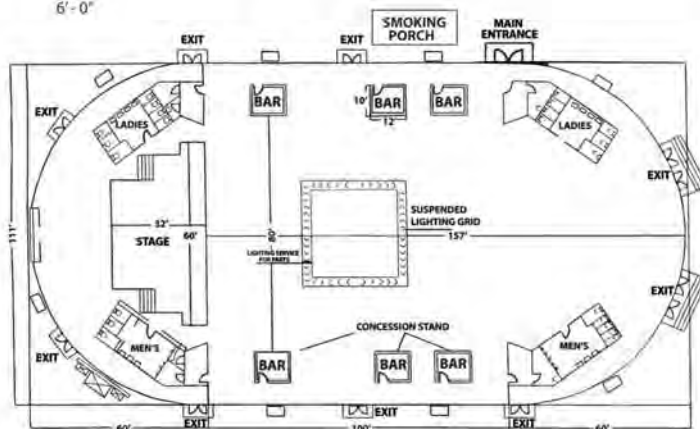 6'- 0"
SMOKING
PORCH
MAIN
ENTRANCE
EXIT
EXIT
EXIT
BAR
BAR
BAR
10'
12'
LADIES
LADIES
EXIT
SUSPENDED
LIGHTING GRID
111'
32'
60'
80'
157'
STAGE
LIGHTING SERVICE
FOR PARTS
CONCESSION STAND
MEN'S
MEN'S
EXIT
BAR
BAR
BAR
EXIT
EXIT
EXIT
60'
100'
60'